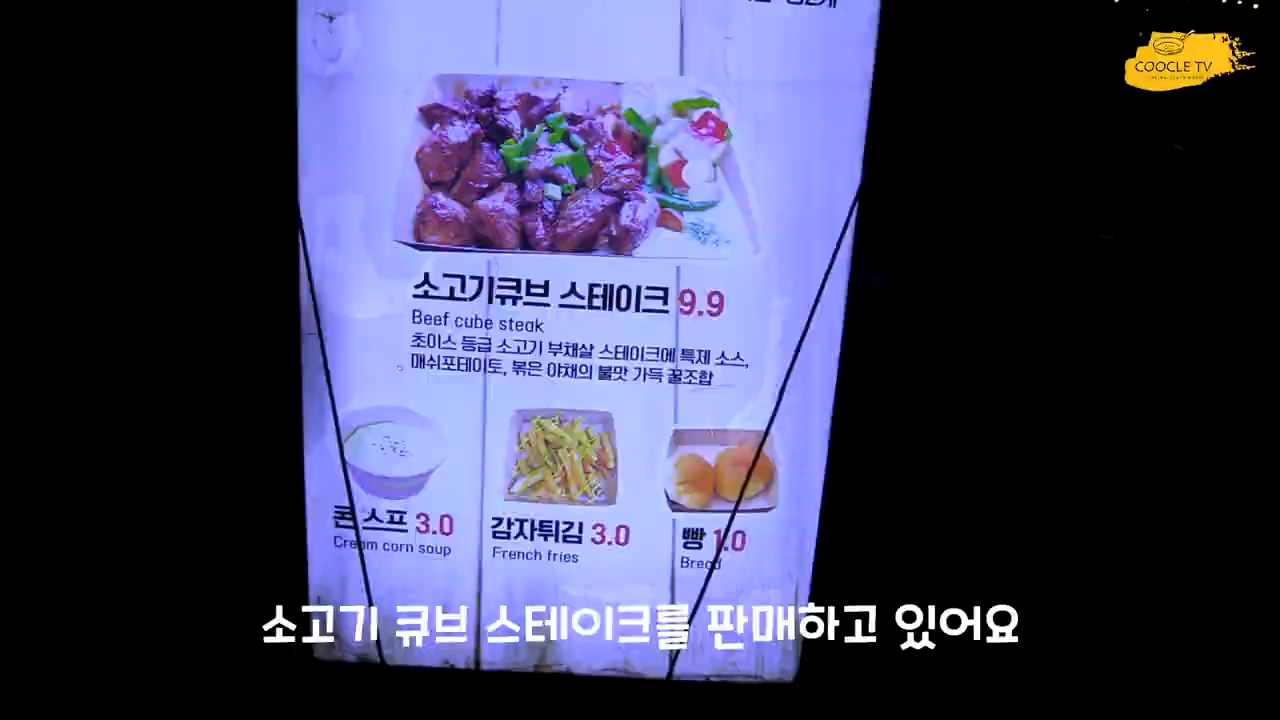 COOCLE TV
소고기큐브 스테이크 9.9
Beef cube steak
초이스 등급 소고기 부채살 스테이크에 특제 소스,
매쉬포테이토, 볶은 야채의 불맛 가득 꿀조합
콘스프 3.0
Cream corn soup
감자튀김 3.0
French fries
빵 1.0
Bread
소고기 큐브 스테이크를 판매하고 있어요